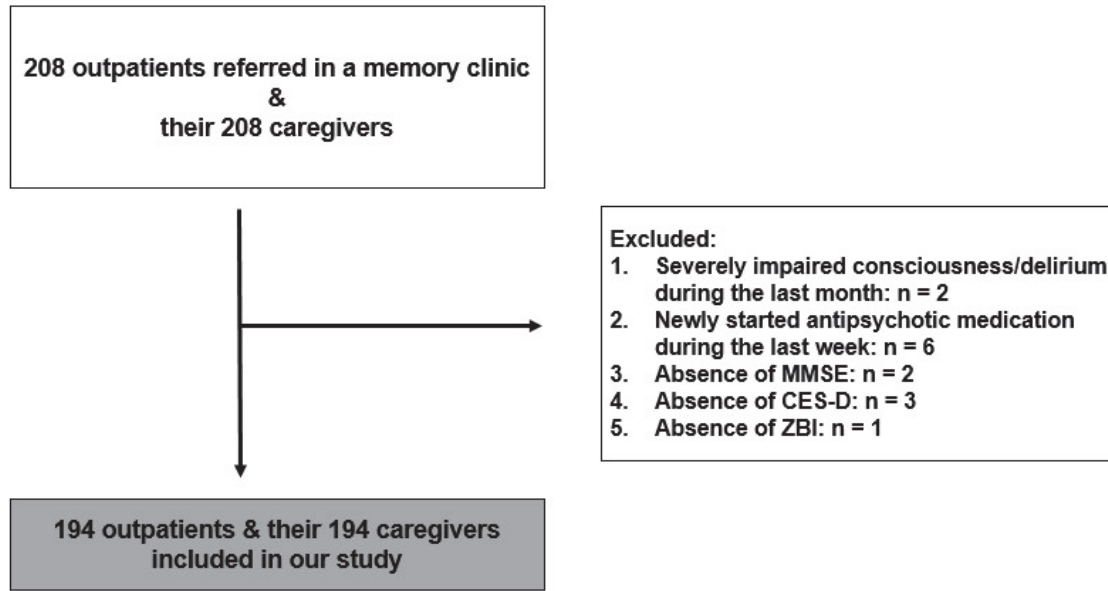 208 outpatients referred in a memory clinic
&
their 208 caregivers
Excluded:
1. Severely impaired consciousness/delirium
during the last month: n = 2
2. Newly started antipsychotic medication
during the last week: n = 6
3. Absence of MMSE: n = 2
4. Absence of CES-D: n = 3
5. Absence of ZBI: n = 1
194 outpatients & their 194 caregivers
included in our study